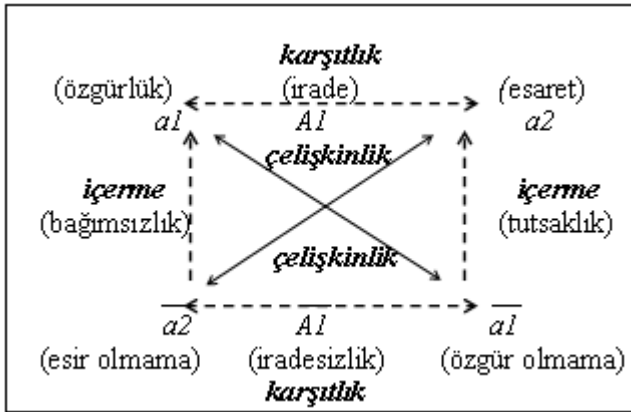 karşıtlık
(özgürlük) (irade) (esaret)
a1 A1 a2
çelişkinlik
içerme içerme
(bağımsızlık) (tutsaklık)
çelişkinlik
a2 A1 a1
(esir olmama) (iradesizlik) (özgür olmama)
karşıtlık